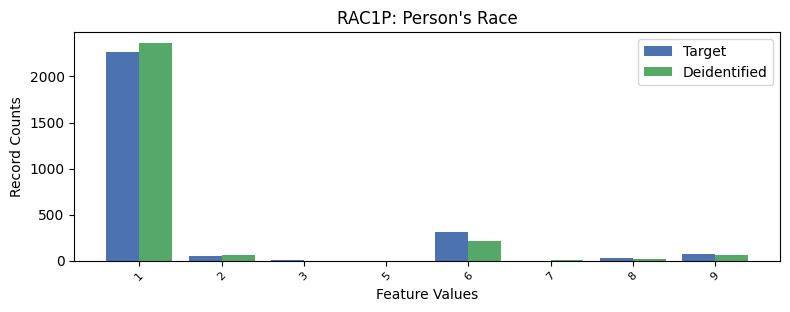 RAC1P: Person's Race
Target
Deidentified
Record Counts
2000
1500
1000
500
0
1 2 3 5 6 7 8 9
Feature Values